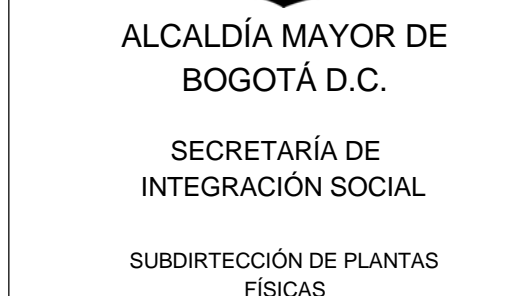 ALCALDÍA MAYOR DE
BOGOTÁ D.C.
SECRETARÍA DE
INTEGRACIÓN SOCIAL
SUBDIRTECCIÓN DE PLANTAS
FÍSICAS